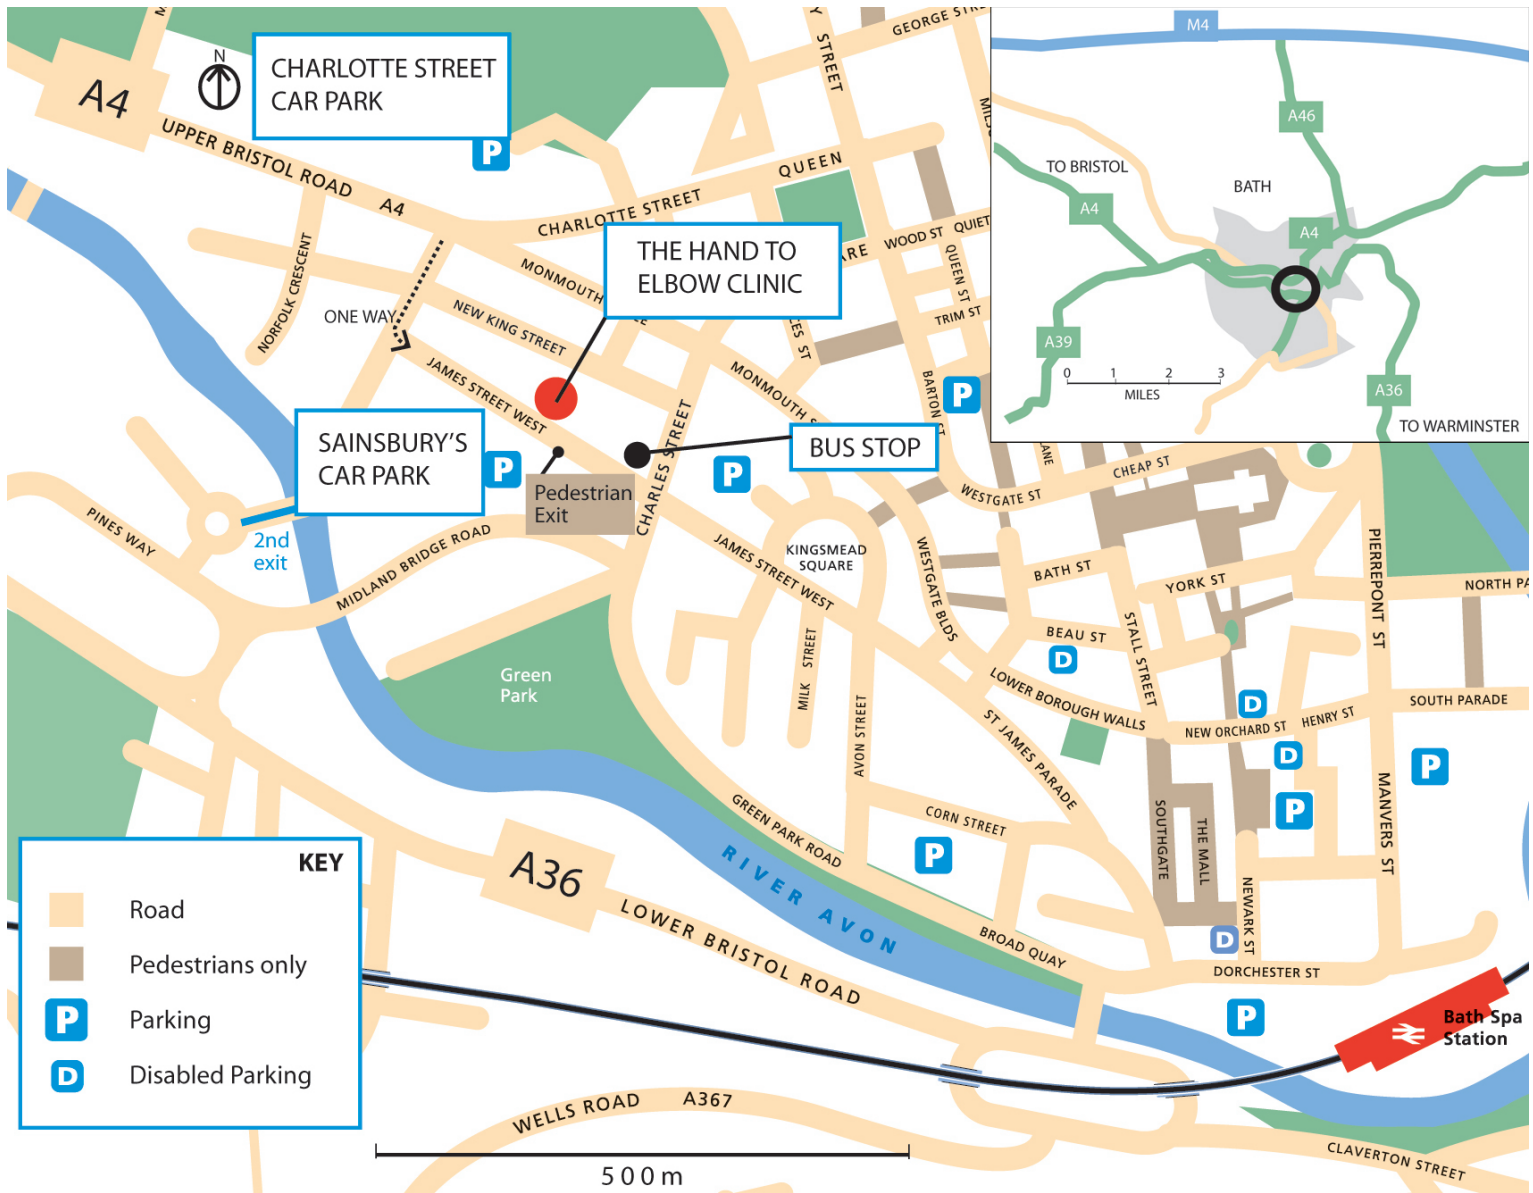 A4
N
CHARLOTTE STREET
CAR PARK
P
UPPER BRISTOL ROAD
A4
CHARLOTTE STREET
QUEEN
STREET
THE HAND TO
ELBOW CLINIC
WOOD ST
QUIET
QUEEN ST
TRIM ST
NORFOLK CRESCENT
ONE WAY
MONMOUTH
NEW KING STREET
JAMES STREET WEST
MONMOUTH
BARTON ST
P
SAINSBURY'S
CAR PARK
P
Pedestrian
Exit
CHARLES STREET
P
BUS STOP
WESTGATE ST
CHEAP ST
PINES WAY
2nd
exit
MIDLAND BRIDGE ROAD
JAMES STREET WEST
KINGSMEAD
SQUARE
WESTGATE BLDS
BATH ST
YORK ST
PIERREPONT ST
BEAU ST
D
STALL STREET
Green
Park
MILK STREET
AVON STREET
LOWER BOROUGH WALLS
ST JAMES PARADE
D
NEW ORCHARD ST
HENRY ST
SOUTH PARADE
D
P
P
MANVERS ST
GREEN PARK ROAD
CORN STREET
P
SOUTHGATE
THE MALL
NEWARK ST
D
RIVER AVON
BROAD QUAY
DORCHESTER ST
P
Bath Spa
Station
A36
LOWER BRISTOL ROAD
WELLS ROAD
A367
CLAVERTON STREET
500m
KEY
Road
Pedestrians only
P
Parking
D
Disabled Parking
M4
A46
TO BRISTOL
BATH
A4
A4
A39
0 1 2 3
MILES
A36
TO WARMINSTER